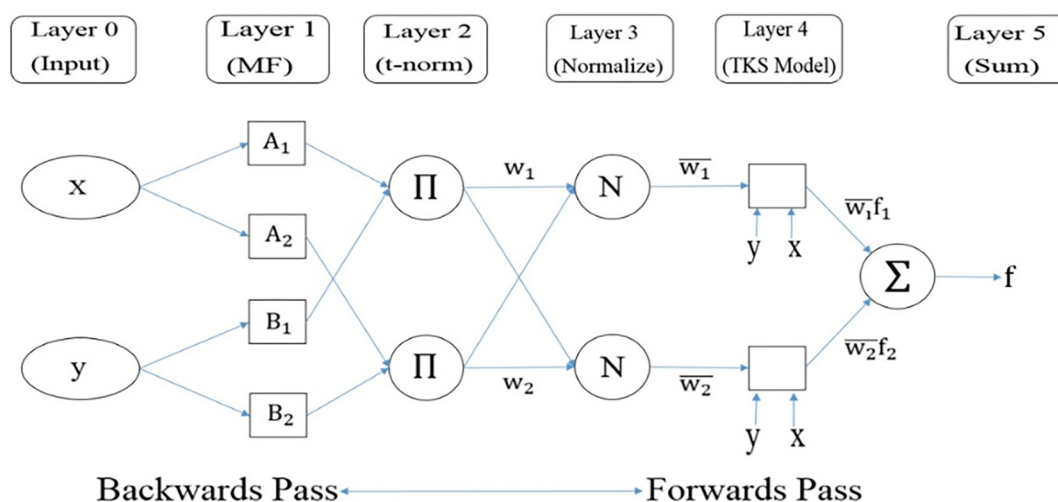 Layer 0
(Input)
Layer 1
(MF)
Layer 2
(t-norm)
Layer 3
(Normalize)
Layer 4
(TKS Model)
Layer 5
(Sum)
x
y
A₁
A₂
B₁
B₂
Π
Π
w₁
w₂
N
N
w̅₁
w̅₂
y x
y x
w̅₁f₁
w̅₂f₂
Σ
f
Backwards Pass
Forwards Pass